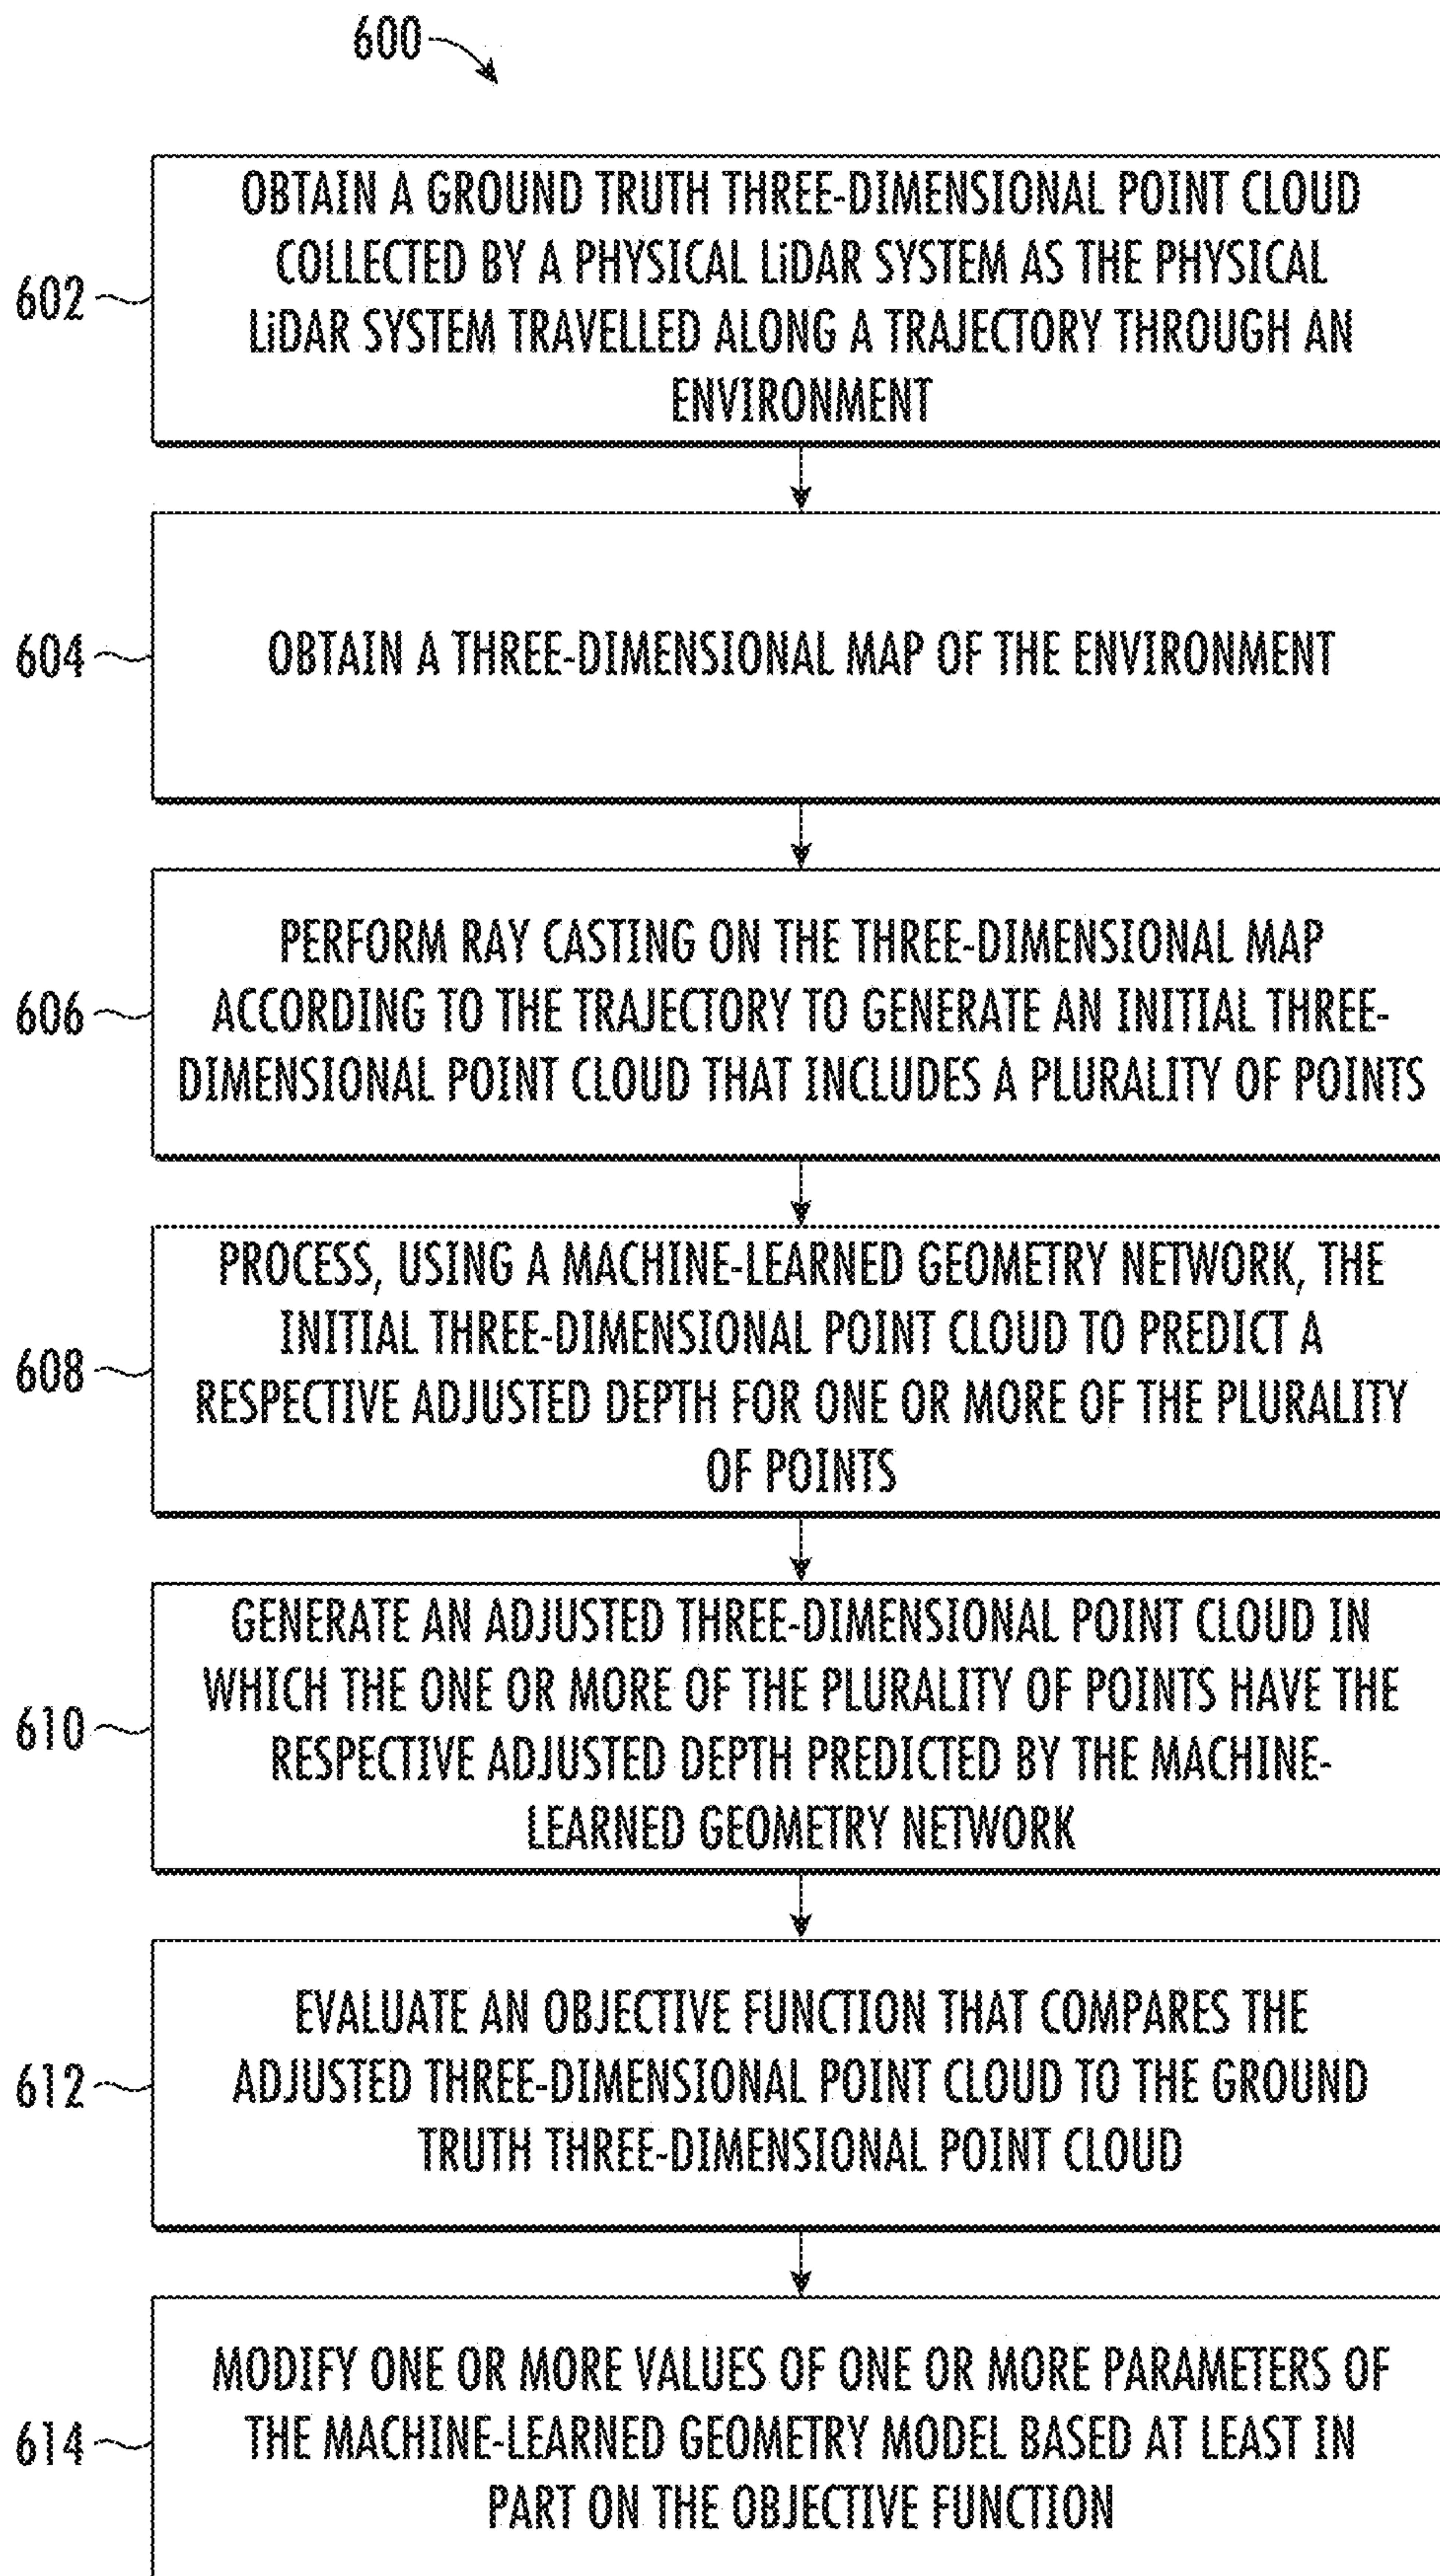 600
602
OBTAIN A GROUND TRUTH THREE-DIMENSIONAL POINT CLOUD
COLLECTED BY A PHYSICAL LiDAR SYSTEM AS THE PHYSICAL
LiDAR SYSTEM TRAVELLED ALONG A TRAJECTORY THROUGH AN
ENVIRONMENT
604
OBTAIN A THREE-DIMENSIONAL MAP OF THE ENVIRONMENT
606
PERFORM RAY CASTING ON THE THREE-DIMENSIONAL MAP
ACCORDING TO THE TRAJECTORY TO GENERATE AN INITIAL THREE-
DIMENSIONAL POINT CLOUD THAT INCLUDES A PLURALITY OF POINTS
608
PROCESS, USING A MACHINE-LEARNED GEOMETRY NETWORK, THE
INITIAL THREE-DIMENSIONAL POINT CLOUD TO PREDICT A
RESPECTIVE ADJUSTED DEPTH FOR ONE OR MORE OF THE PLURALITY
OF POINTS
610
GENERATE AN ADJUSTED THREE-DIMENSIONAL POINT CLOUD IN
WHICH THE ONE OR MORE OF THE PLURALITY OF POINTS HAVE THE
RESPECTIVE ADJUSTED DEPTH PREDICTED BY THE MACHINE-
LEARNED GEOMETRY NETWORK
612
EVALUATE AN OBJECTIVE FUNCTION THAT COMPARES THE
ADJUSTED THREE-DIMENSIONAL POINT CLOUD TO THE GROUND
TRUTH THREE-DIMENSIONAL POINT CLOUD
614
MODIFY ONE OR MORE VALUES OF ONE OR MORE PARAMETERS OF
THE MACHINE-LEARNED GEOMETRY MODEL BASED AT LEAST IN
PART ON THE OBJECTIVE FUNCTION